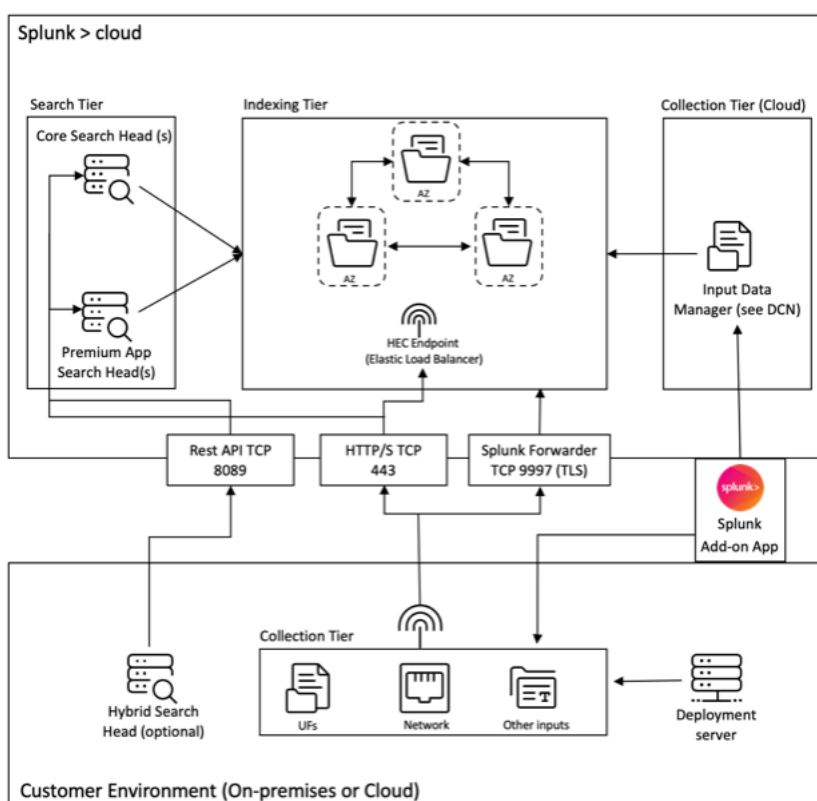 Splunk > cloud
Search Tier
Indexing Tier
Collection Tier (Cloud)
Core Search Head (s)
AZ
AZ
AZ
Input Data
Manager (see DCN)
HEC Endpoint
(Elastic Load Balancer)
Premium App
Search Head(s)
Rest API TCP
8089
HTTP/S TCP
443
Splunk Forwarder
TCP 9997 (TLS)
splunk>
Splunk
Add-on App
Collection Tier
T
Hybrid Search
Head (optional)
UFs
Network
Other inputs
Deployment
server
Customer Environment (On-premises or Cloud)